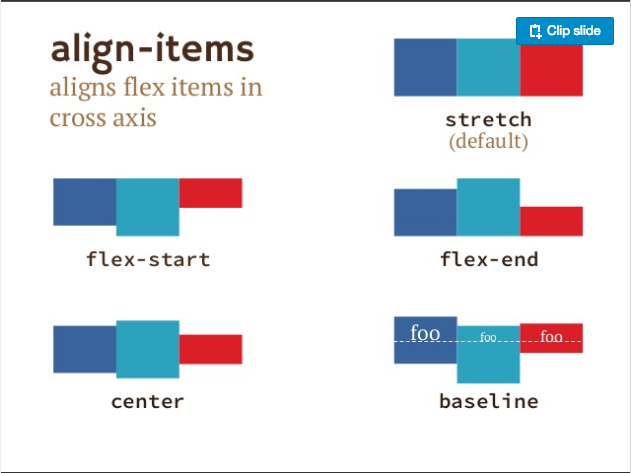 align-items
aligns flex items in
cross axis
Clip slide
stretch
(default)
flex-start
flex-end
center
foo
foo
foo
baseline